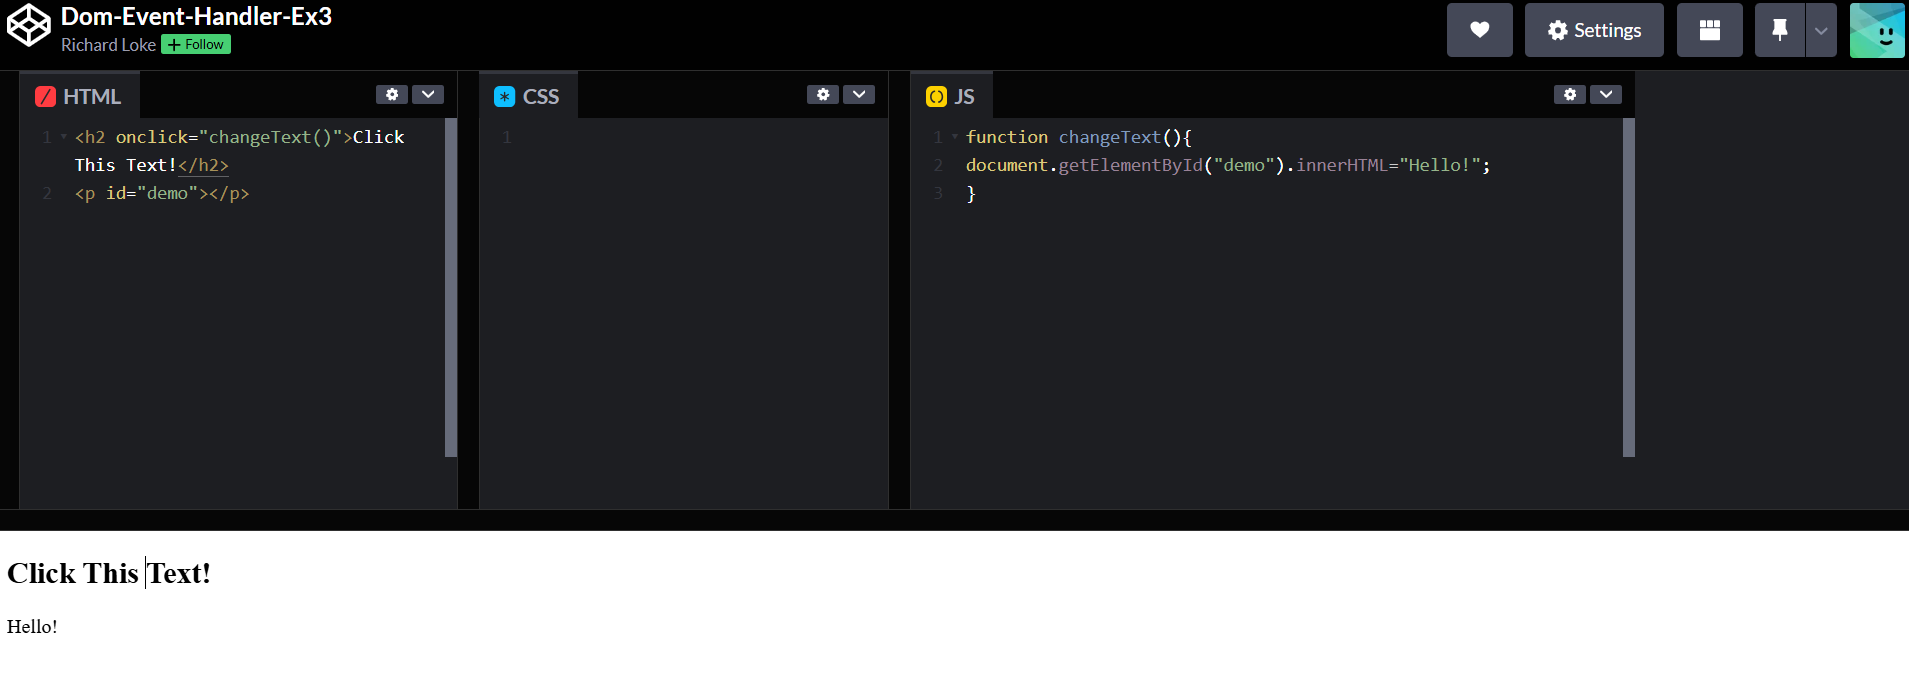 Dom-Event-Handler-Ex3
Richard Loke + Follow
Settings
HTML
1 <h2 onclick="changeText()">Click
This Text!</h2>
2 <p id="demo"></p>
CSS
1
JS
1 function changeText(){
2 document.getElementById("demo").innerHTML="Hello!";
3 }
Click This Text!
Hello!